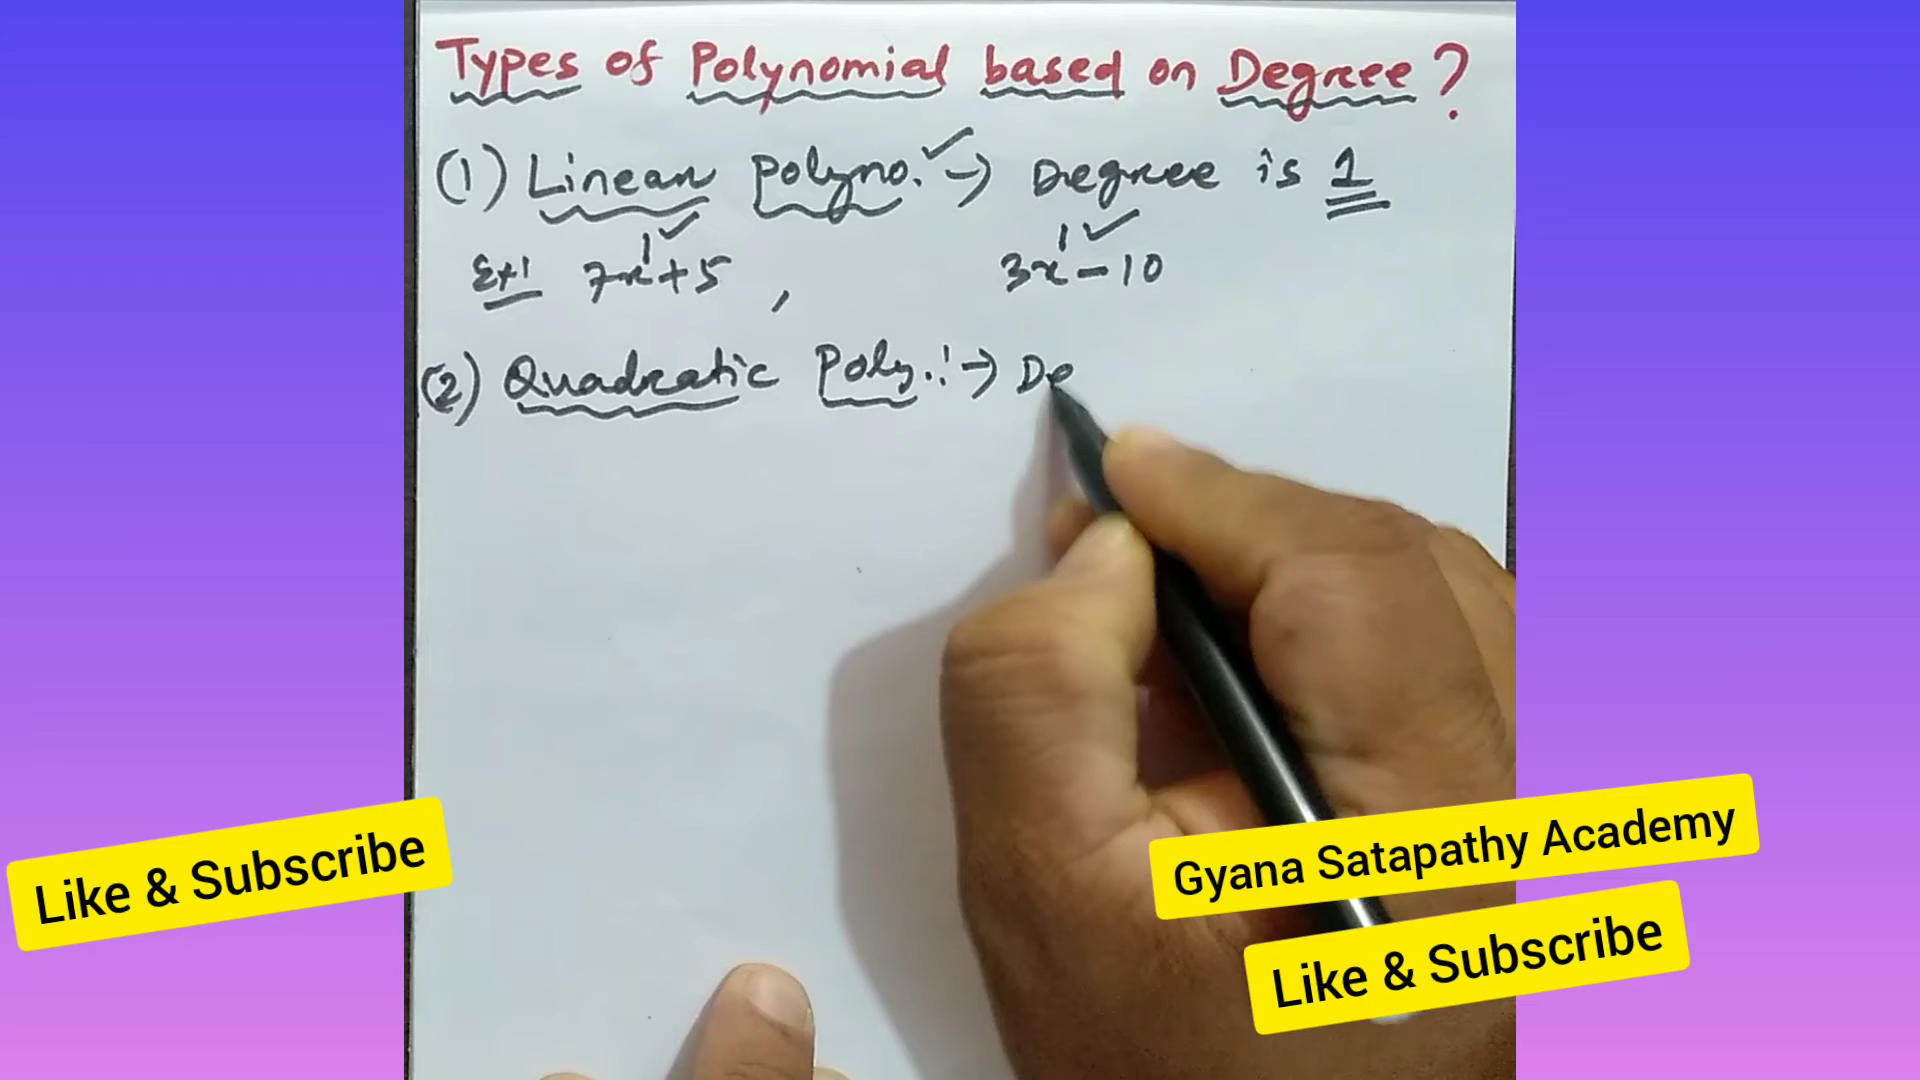 Types of Polynomial based on Degree ?
(1) Linear Polyno. → Degree is 1
Ex! 7x¹+5 , 3x¹-10
(2) Quadratic Poly.: → De
Like & Subscribe
Gyana Satapathy Academy
Like & Subscribe